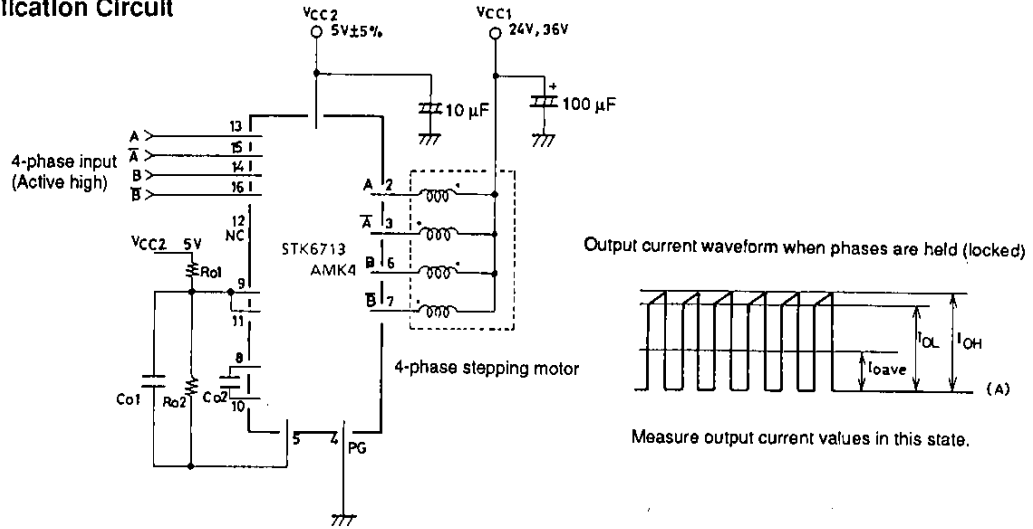 lication Circuit
VCC2
5V±5%
VCC1
24V, 36V
10 µF
+
100 µF
4-phase input
(Active high)
A
A̅
B
B̅
13
15
14
16
12
NC
STK6713
AMK4
A 2
A̅ 3
B 6
B̅ 7
VCC2 5V
Ro1
9
11
8
10
Co1
Ro2
Co2
5
4
PG
4-phase stepping motor
Output current waveform when phases are held (locked)
IOL
IOH
Ioave
(A)
Measure output current values in this state.